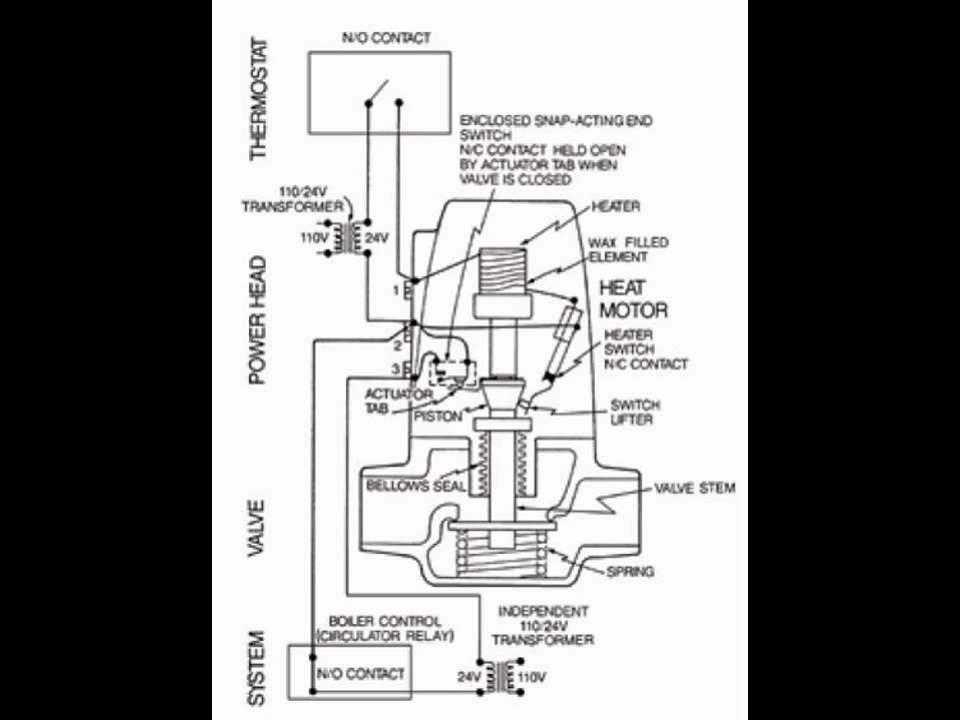 N/O CONTACT
THERMOSTAT
ENCLOSED SNAP-ACTING END
SWITCH
N/C CONTACT HELD OPEN
BY ACTUATOR TAB WHEN
VALVE IS CLOSED
110/24V
TRANSFORMER
110V
24V
HEATER
WAX FILLED
ELEMENT
HEAT
MOTOR
POWER HEAD
1
2
3
HEATER
SWITCH
N/C CONTACT
ACTUATOR
TAB
PISTON
SWITCH
LIFTER
BELLOWS SEAL
VALVE STEM
VALVE
SPRING
BOILER CONTROL
(CIRCULATOR RELAY)
INDEPENDENT
110/24V
TRANSFORMER
SYSTEM
N/O CONTACT
24V
110V